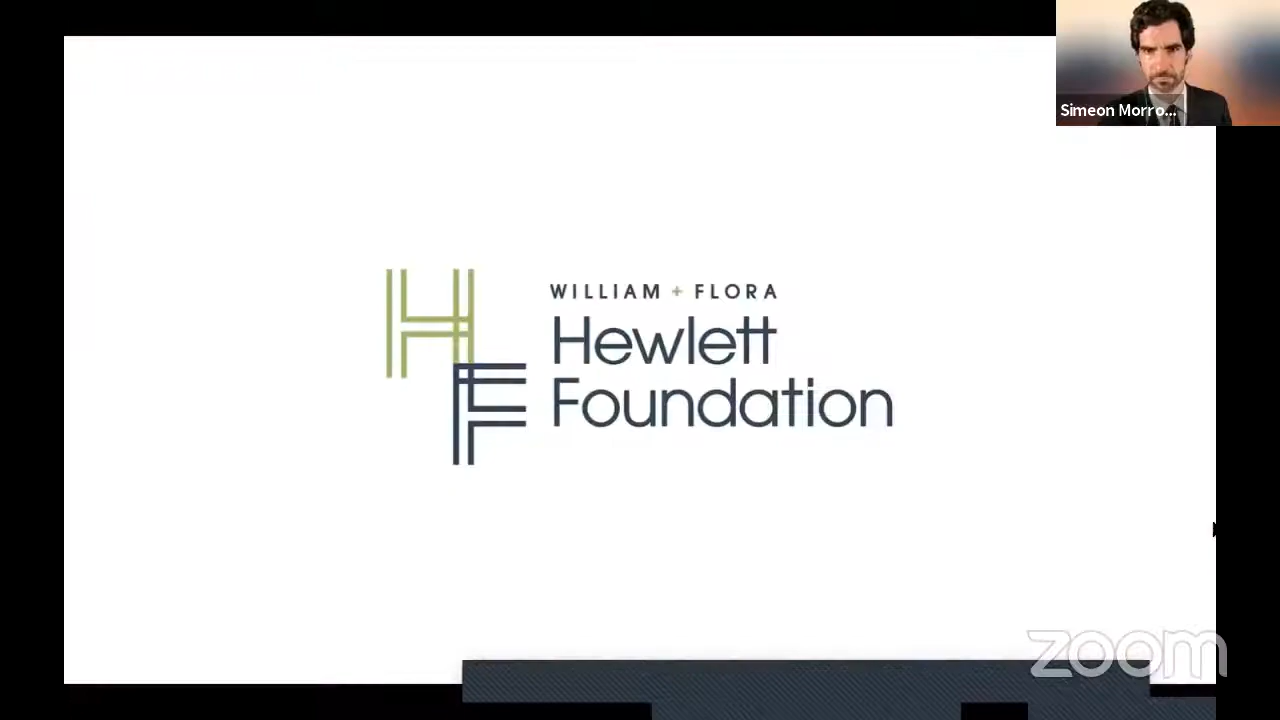 Simeon Morro...
WILLIAM + FLORA
Hewlett
Foundation
zoom